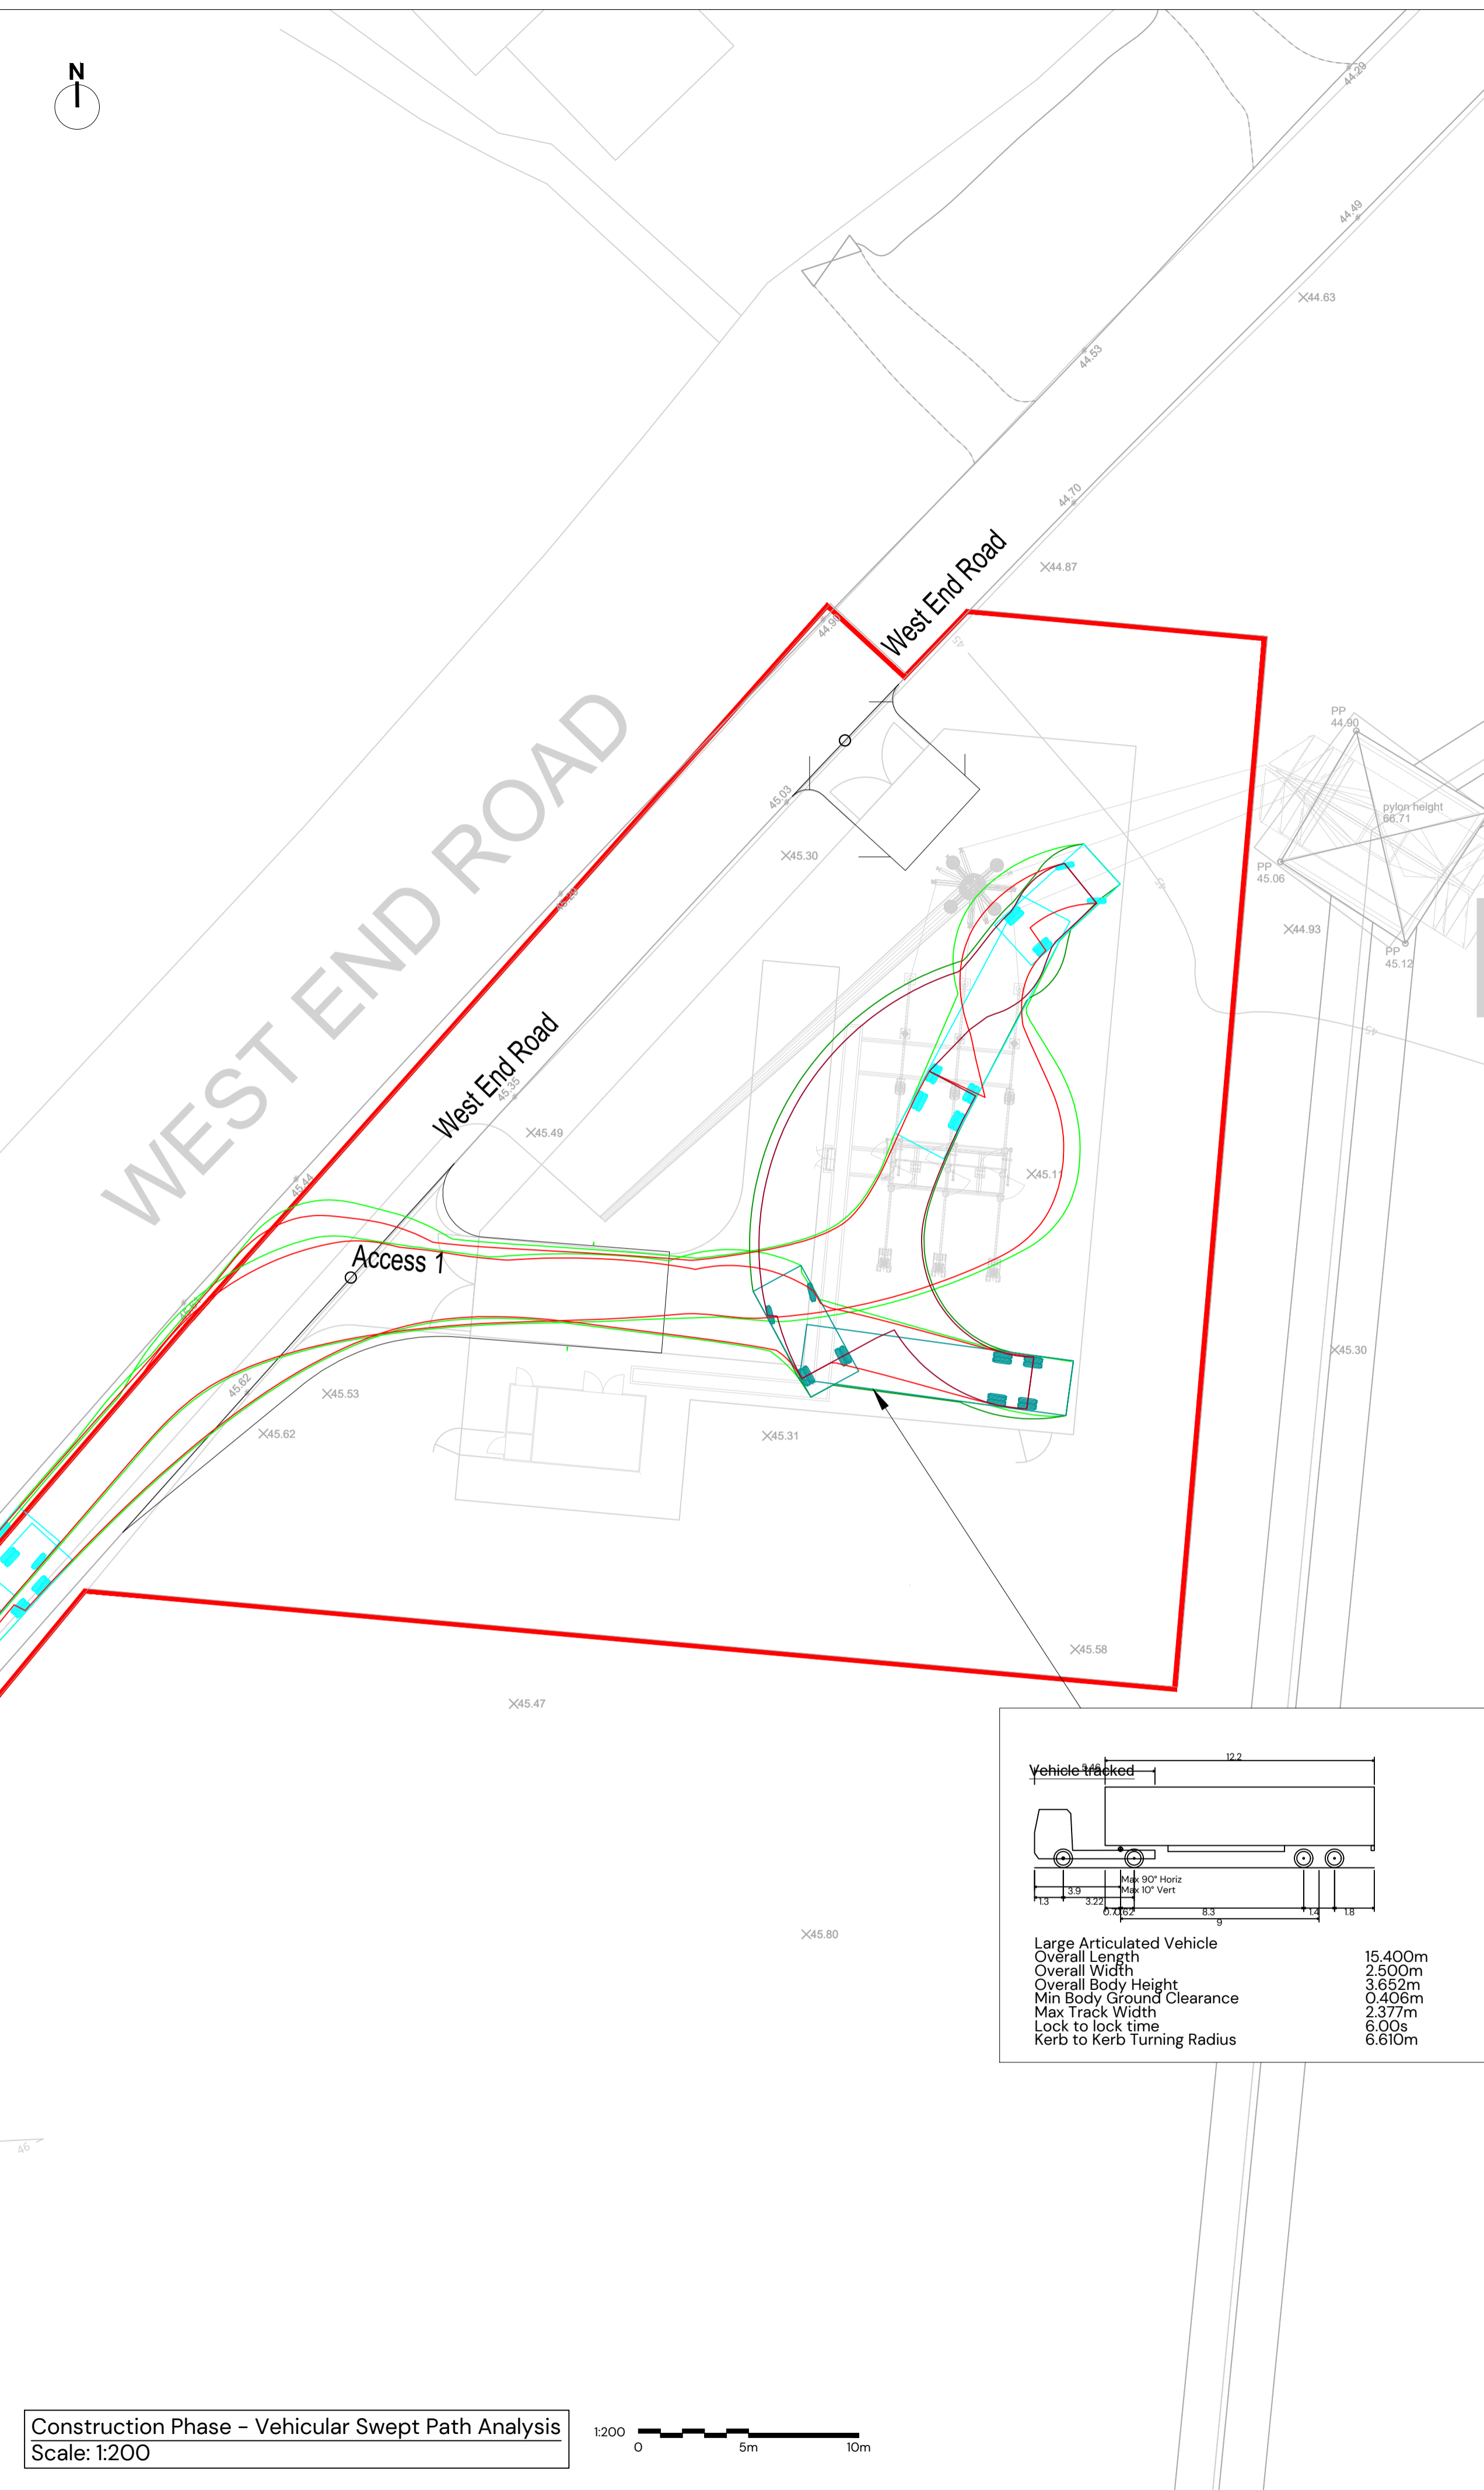 N
44.29
44.49
44.63
44.53
44.70
West End Road
44.87
45
PP
44.90
WEST END ROAD
45.03
pylon height
66.71
45.30
PP
45.06
45
44.93
PP
45.12
45
West End Road
45.35
45.49
45.11
45.44
Access 1
45.30
45.62
45.53
45.62
45.31
45.58
45.47
12.2
Vehicle tracked
Max 90° Horiz
Max 10° Vert
3.9
1.3
3.22
8.3
1.4
1.8
9
Large Articulated Vehicle
Overall Length 15.400m
Overall Width 2.500m
Overall Body Height 3.652m
Min Body Ground Clearance 0.406m
Max Track Width 2.377m
Lock to lock time 6.00s
Kerb to Kerb Turning Radius 6.610m
45.80
46
Construction Phase - Vehicular Swept Path Analysis
Scale: 1:200
1:200
0 5m 10m